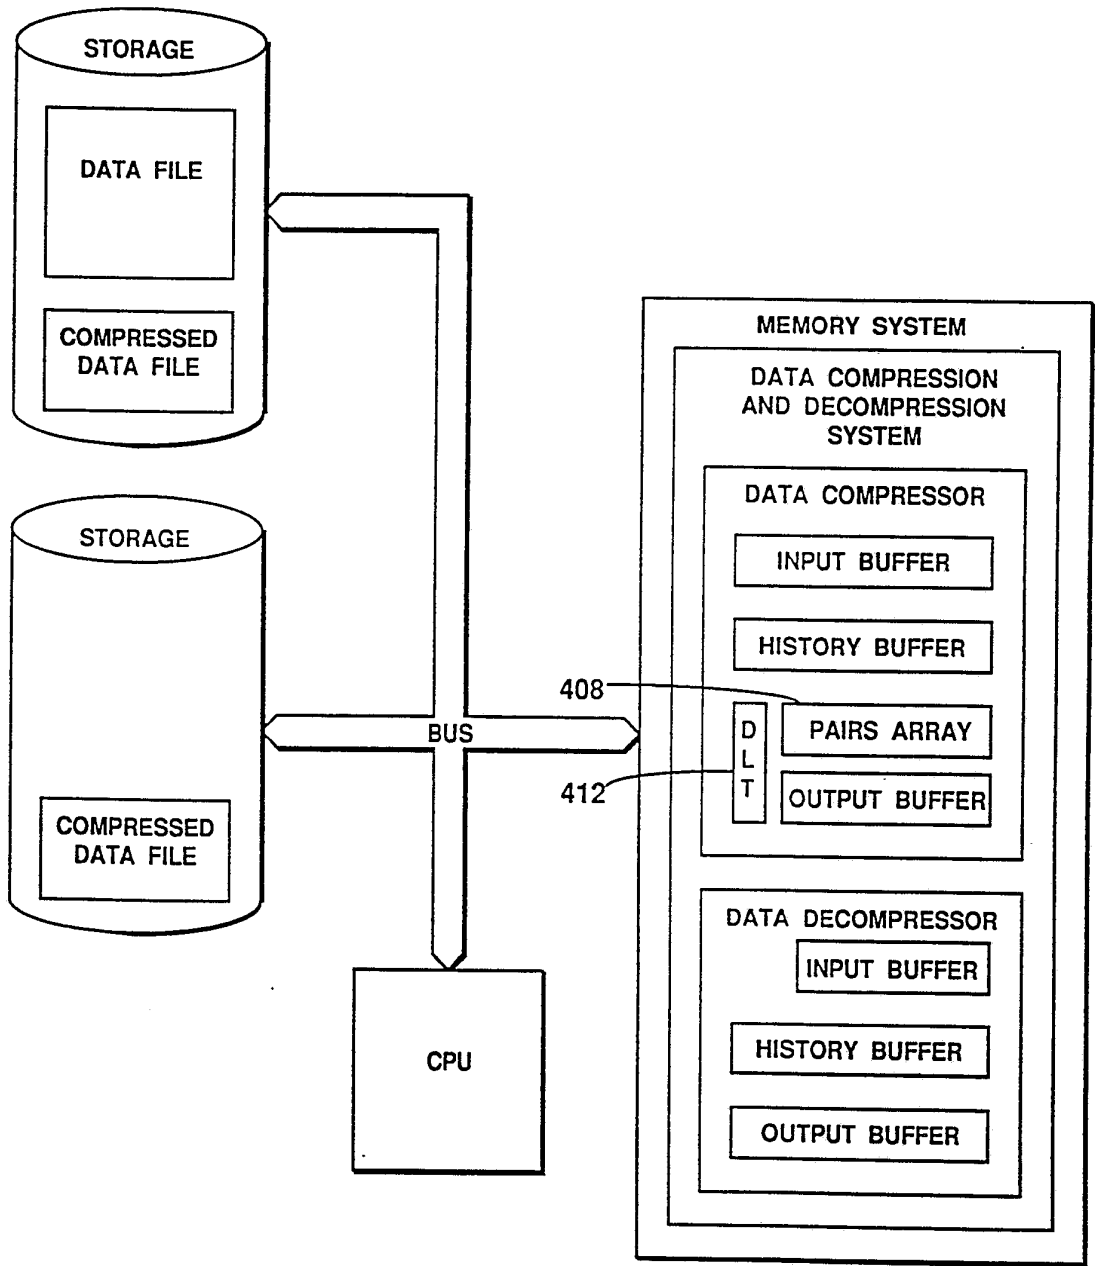 STORAGE
DATA FILE
COMPRESSED
DATA FILE
STORAGE
COMPRESSED
DATA FILE
BUS
CPU
MEMORY SYSTEM
DATA COMPRESSION
AND DECOMPRESSION
SYSTEM
DATA COMPRESSOR
INPUT BUFFER
HISTORY BUFFER
408
PAIRS ARRAY
D
L
T
412
OUTPUT BUFFER
DATA DECOMPRESSOR
INPUT BUFFER
HISTORY BUFFER
OUTPUT BUFFER